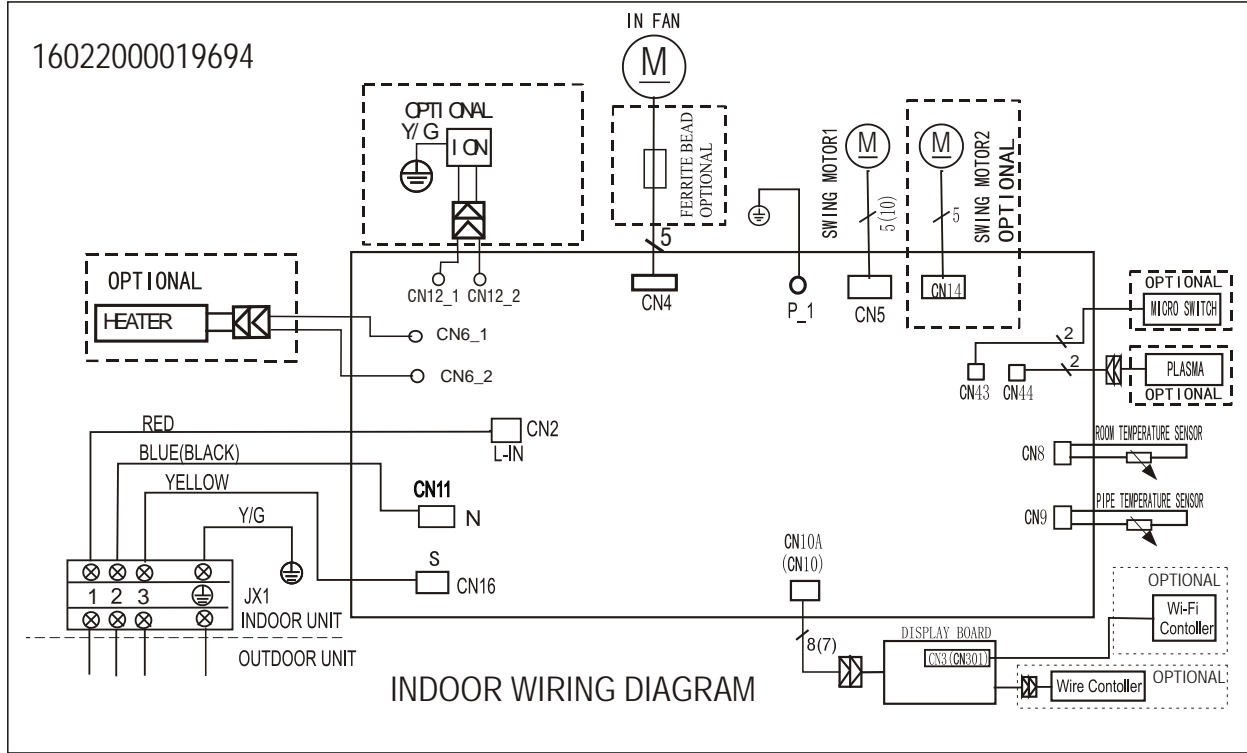 16022000019694
IN FAN
M
OPTIONAL
Y/G
ION
FERRITE BEAD
OPTIONAL
5
CN4
P_1
SWING MOTOR1
M
5(10)
CN5
M
5
SWING MOTOR2
OPTIONAL
CN14
CN12_1
CN12_2
OPTIONAL
HEATER
CN6_1
CN6_2
OPTIONAL
MICRO SWITCH
2
CN43
2
CN44
PLASMA
OPTIONAL
ROOM TEMPERATURE SENSOR
CN8
PIPE TEMPERATURE SENSOR
CN9
RED
CN2
L-IN
BLUE(BLACK)
CN11
N
YELLOW
Y/G
S
CN16
1 2 3
JX1
INDOOR UNIT
OUTDOOR UNIT
CN10A
(CN10)
8(7)
DISPLAY BOARD
CN3(CN301)
OPTIONAL
Wi-Fi
Contoller
Wire Contoller
OPTIONAL
INDOOR WIRING DIAGRAM